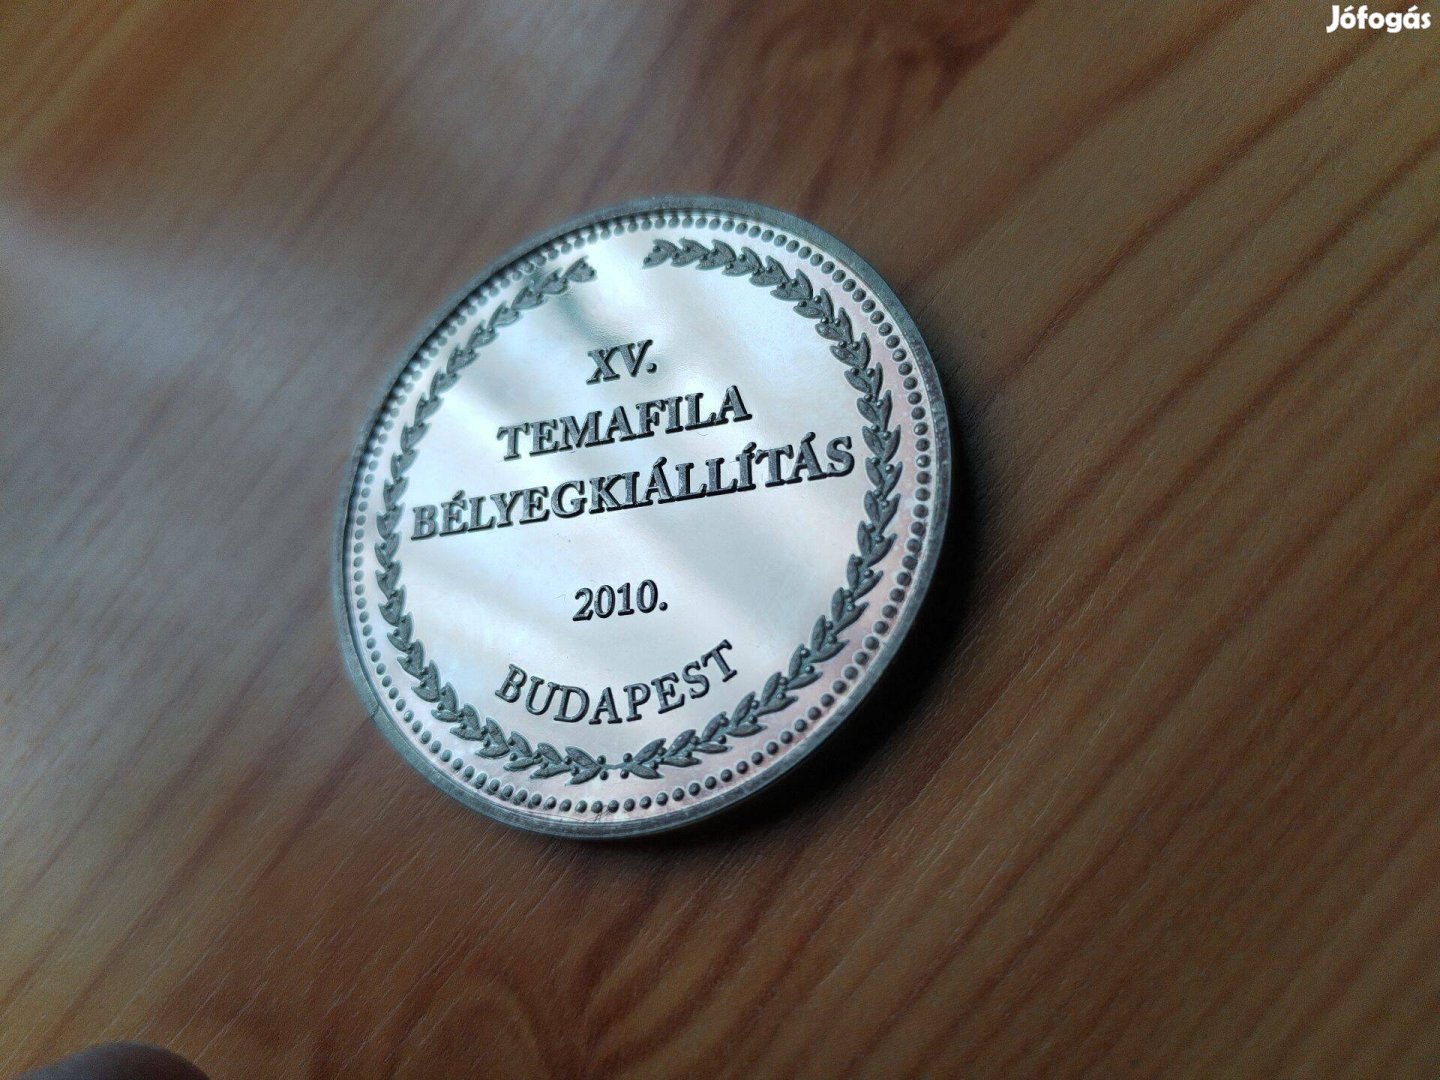 Jófogás
XV.
TEMAFILA
BÉLYEGKIÁLLÍTÁS
2010.
BUDAPEST